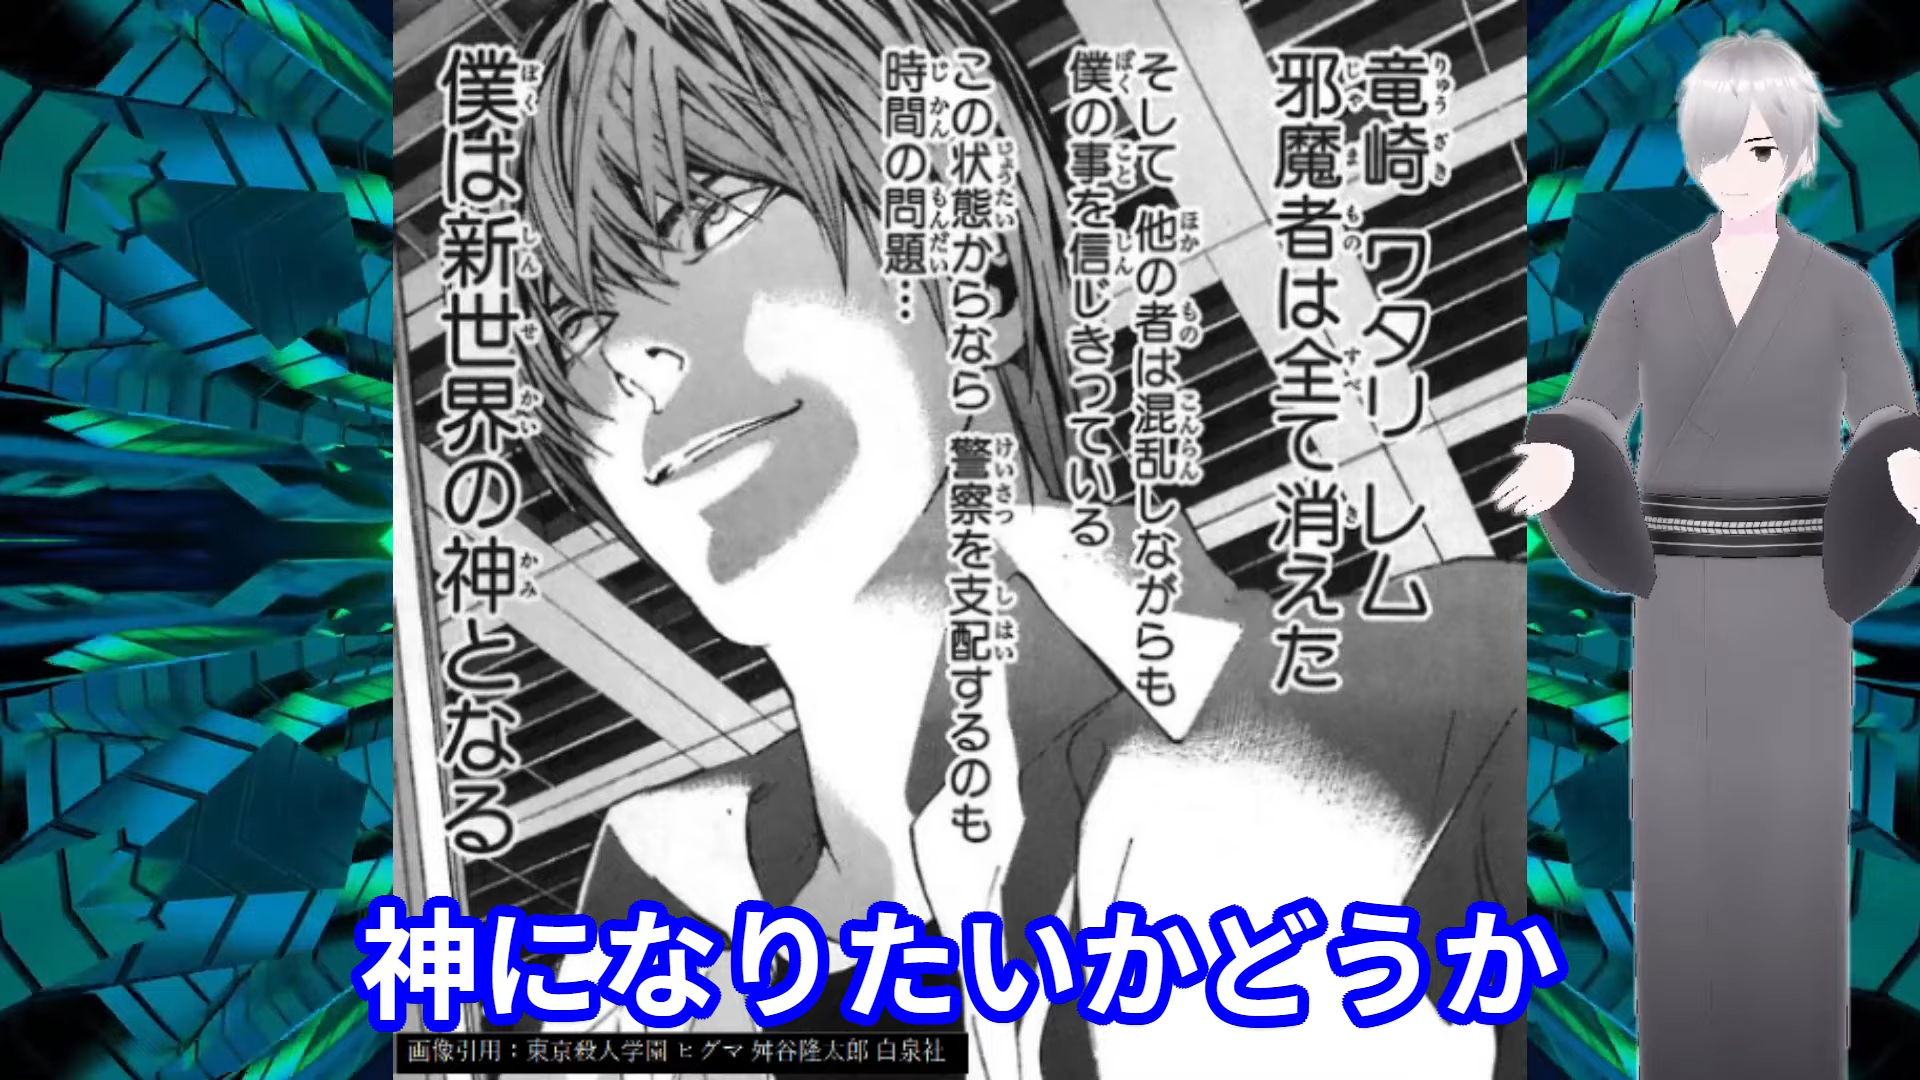 竜崎 ワタリ レム
邪魔者は全て消えた
そして 他の者は混乱しながらも
僕の事を信じきっている
この状態からなら 警察を支配するのも
時間の問題…
僕は新世界の神となる
神になりたいかどうか
画像引用：東京殺人学園 ヒグマ 舛谷隆太郎 白泉社